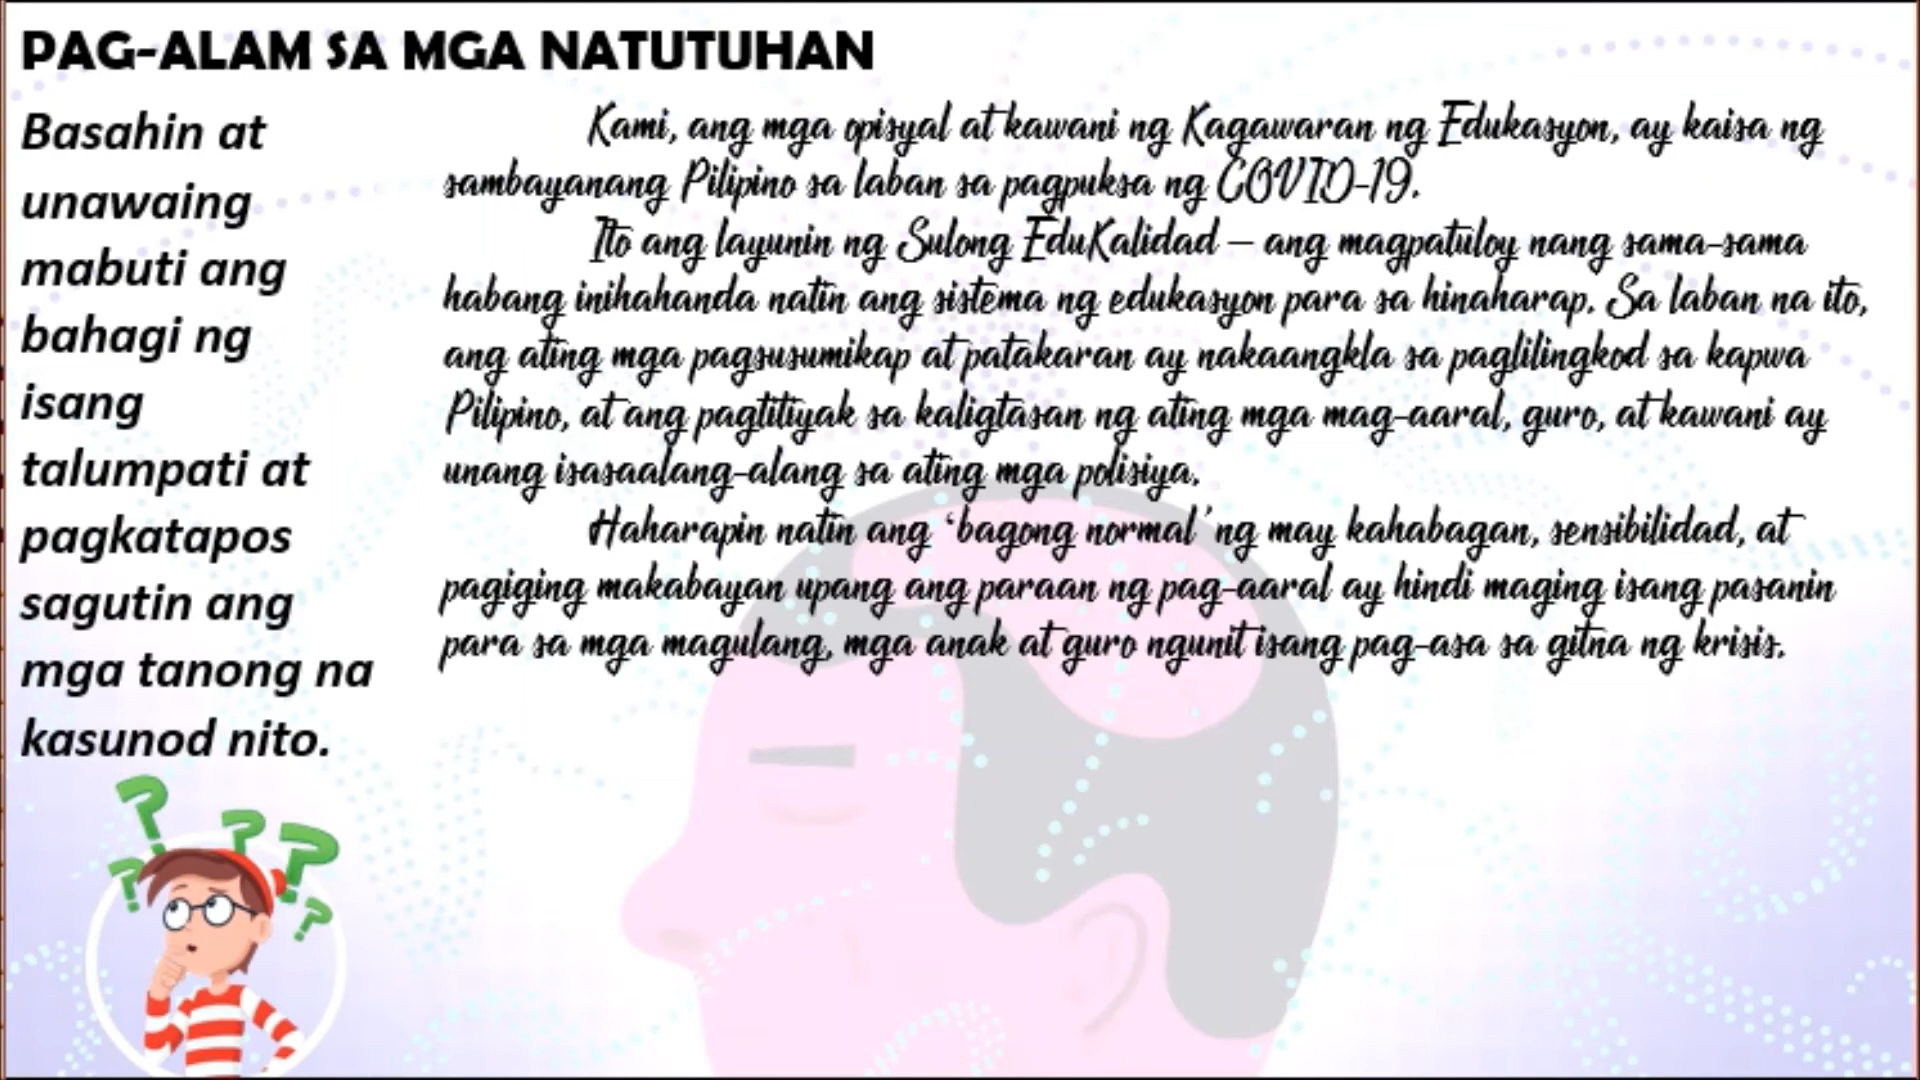 PAG-ALAM SA MGA NATUTUHAN
Basahin at
unawaing
mabuti ang
bahagi ng
isang
talumpati at
pagkatapos
sagutin ang
mga tanong na
kasunod nito.
Kami, ang mga opisyal at kawani ng Kagawaran ng Edukasyon, ay kaisa ng
sambayanang Pilipino sa laban sa pagpuksa ng COVID-19.
Ito ang layunin ng Sulong EduKalidad – ang magpatuloy nang sama-sama
habang inihahanda natin ang sistema ng edukasyon para sa hinaharap. Sa laban na ito,
ang ating mga pagsusumikap at patakaran ay nakaangkla sa paglilingkod sa kapwa
Pilipino, at ang pagtitiyak sa kaligtasan ng ating mga mag-aaral, guro, at kawani ay
unang isasaalang-alang sa ating mga polisiya.
Haharapin natin ang ‘bagong normal’ ng may kahabagan, sensibilidad, at
pagiging makabayan upang ang paraan ng pag-aaral ay hindi maging isang pasanin
para sa mga magulang, mga anak at guro ngunit isang pag-asa sa gitna ng krisis.
? ? ? ? ?